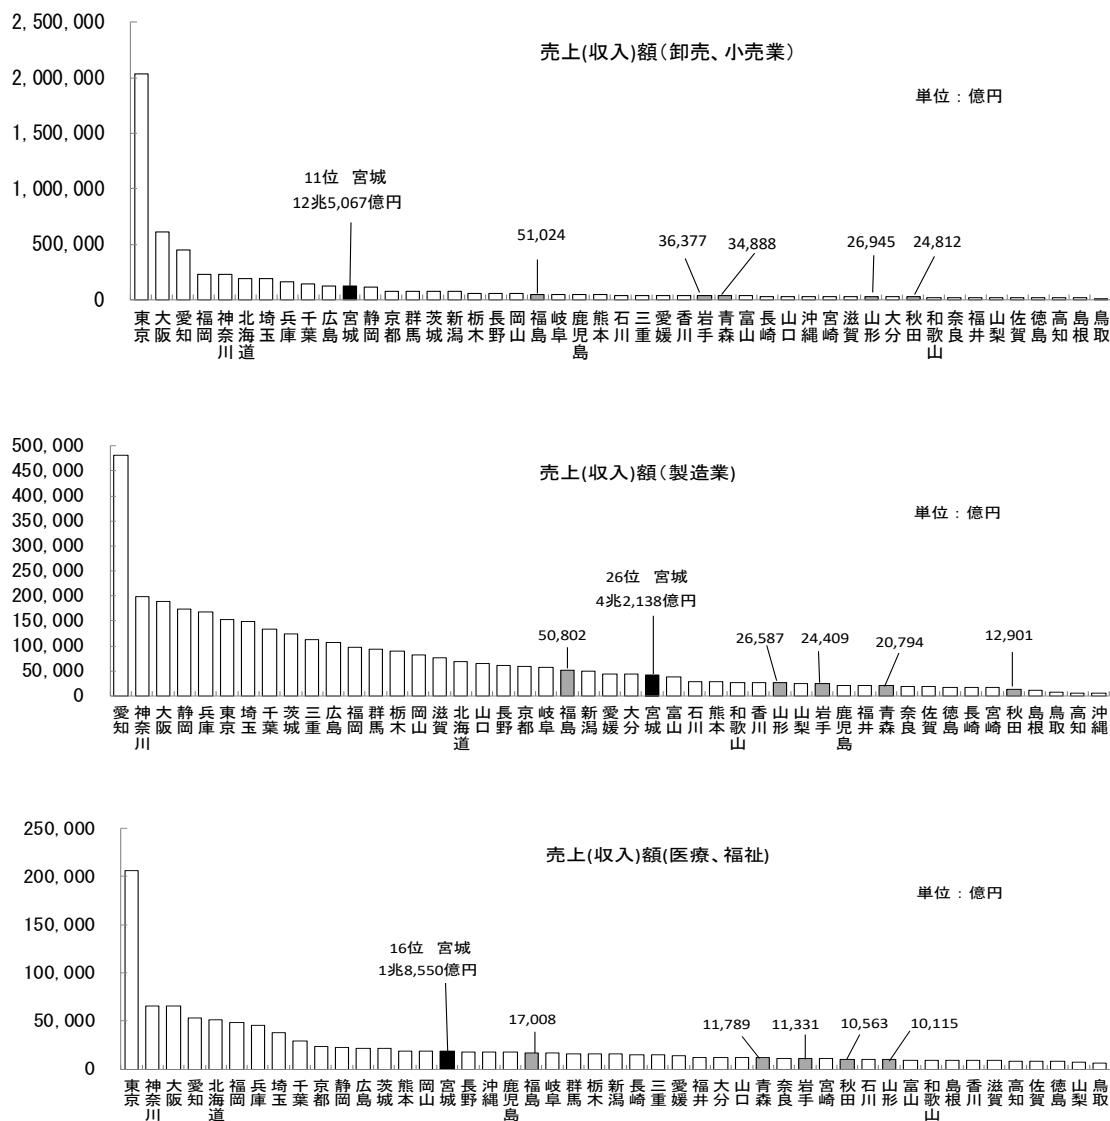 売上(収入)額(卸売、小売業)
単位:億円
2,500,000
2,000,000
1,500,000
1,000,000
500,000
0
11位 宮城
12兆5,067億円
51,024
36,377
34,888
26,945
24,812
東京 大阪 愛知 福岡 神奈川 北海道 埼玉 兵庫 千葉 広島 宮城 静岡 京都 群馬 茨城 新潟 栃木 長野 岡山 福島 岐阜 鹿児島 熊本 石川 三重 愛媛 香川 岩手 青森 富山 長崎 山口 沖縄 宮崎 滋賀 山形 大分 秋田 和歌山 奈良 福井 山梨 佐賀 徳島 高知 島根 鳥取
売上(収入)額(製造業)
単位:億円
500,000
450,000
400,000
350,000
300,000
250,000
200,000
150,000
100,000
50,000
0
26位 宮城
4兆2,138億円
50,802
26,587
24,409
20,794
12,901
愛知 神奈川 大阪 静岡 兵庫 東京 埼玉 千葉 茨城 三重 広島 福岡 群馬 栃木 岡山 滋賀 北海道 山口 長野 京都 岐阜 福島 新潟 愛媛 大分 宮城 富山 石川 熊本 和歌山 香川 山形 山梨 岩手 鹿児島 福井 青森 奈良 佐賀 徳島 長崎 宮崎 秋田 島根 鳥取 高知 沖縄
売上(収入)額(医療、福祉)
単位:億円
250,000
200,000
150,000
100,000
50,000
0
16位 宮城
1兆8,550億円
17,008
11,789
11,331
10,563
10,115
東京 神奈川 大阪 愛知 北海道 福岡 兵庫 埼玉 千葉 京都 静岡 広島 茨城 熊本 岡山 宮城 長野 沖縄 鹿児島 福島 岐阜 群馬 栃木 新潟 長崎 三重 愛媛 福井 大分 山口 青森 奈良 岩手 宮崎 秋田 石川 山形 富山 和歌山 島根 香川 滋賀 高知 佐賀 徳島 山梨 鳥取